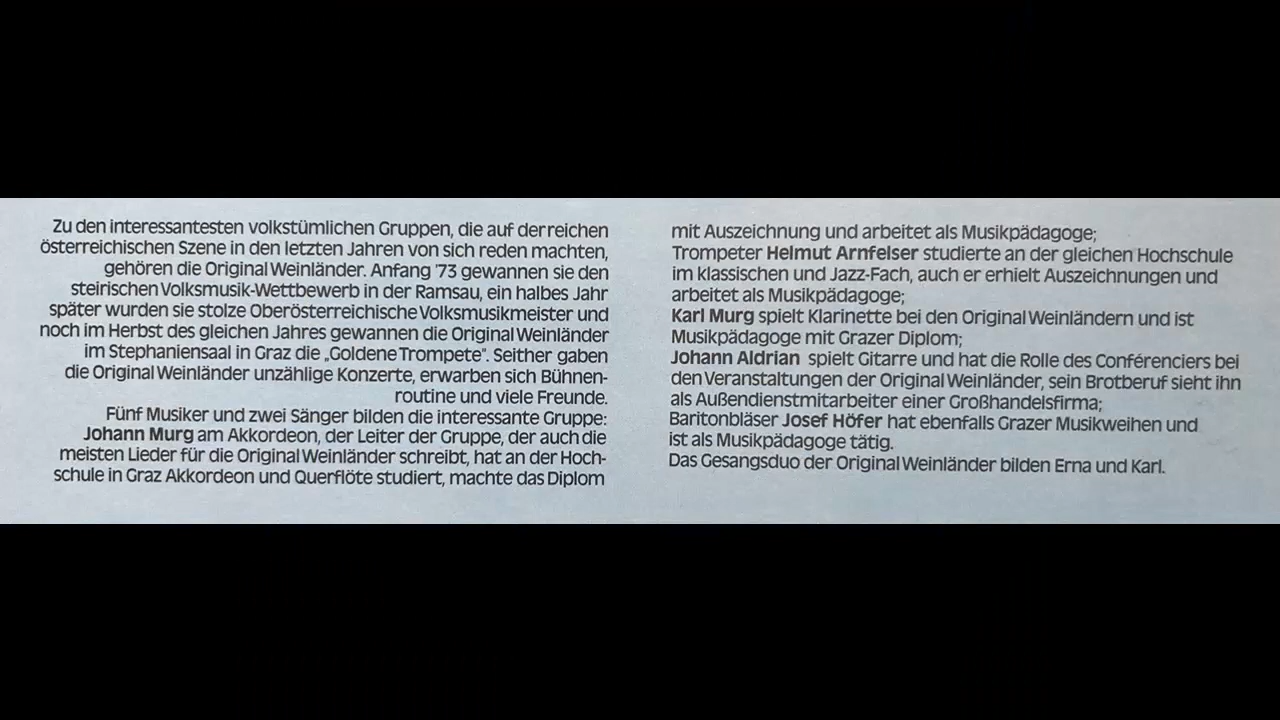 Zu den interessantesten volkstümlichen Gruppen, die auf der reichen
österreichischen Szene in den letzten Jahren von sich reden machten,
gehören die Original Weinländer. Anfang '73 gewannen sie den
steirischen Volksmusik-Wettbewerb in der Ramsau, ein halbes Jahr
später wurden sie stolze Oberösterreichische Volksmusikmeister und
noch im Herbst des gleichen Jahres gewannen die Original Weinländer
im Stephaniensaal in Graz die „Goldene Trompete“. Seither gaben
die Original Weinländer unzählige Konzerte, erwarben sich Bühnen-
routine und viele Freunde.
Fünf Musiker und zwei Sänger bilden die interessante Gruppe:
Johann Murg am Akkordeon, der Leiter der Gruppe, der auch die
meisten Lieder für die Original Weinländer schreibt, hat an der Hoch-
schule in Graz Akkordeon und Querflöte studiert, machte das Diplom
mit Auszeichnung und arbeitet als Musikpädagoge;
Trompeter Helmut Arnfelser studierte an der gleichen Hochschule
im klassischen und Jazz-Fach, auch er erhielt Auszeichnungen und
arbeitet als Musikpädagoge;
Karl Murg spielt Klarinette bei den Original Weinländern und ist
Musikpädagoge mit Grazer Diplom;
Johann Aldrian spielt Gitarre und hat die Rolle des Conférenciers bei
den Veranstaltungen der Original Weinländer, sein Brotberuf sieht ihn
als Außendienstmitarbeiter einer Großhandelsfirma;
Baritonbläser Josef Höfer hat ebenfalls Grazer Musikweihen und
ist als Musikpädagoge tätig.
Das Gesangsduo der Original Weinländer bilden Erna und Karl.